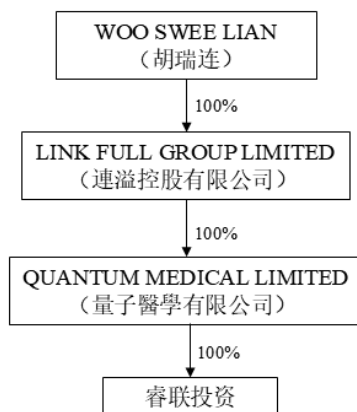 WOO SWEE LIAN
（胡瑞连）
100%
LINK FULL GROUP LIMITED
（連溢控股有限公司）
100%
QUANTUM MEDICAL LIMITED
（量子醫學有限公司）
100%
睿联投资